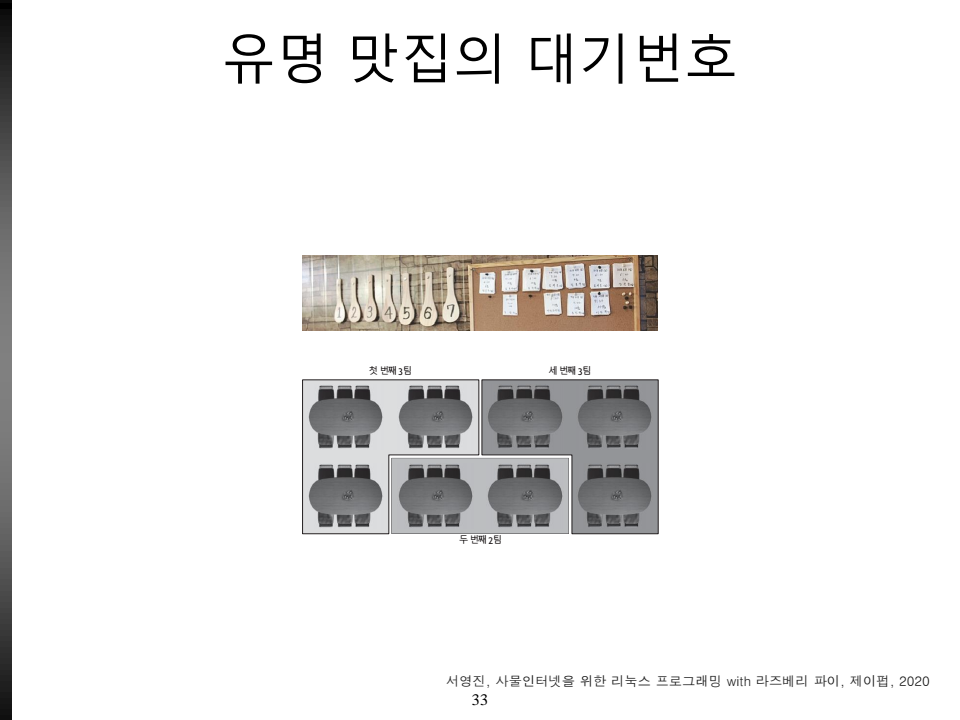 유명 맛집의 대기번호
1 2 3 4 5 6 7
첫 번째 3팀
세 번째 3팀
두 번째 2팀
서영진, 사물인터넷을 위한 리눅스 프로그래밍 with 라즈베리 파이, 제이펍, 2020
33